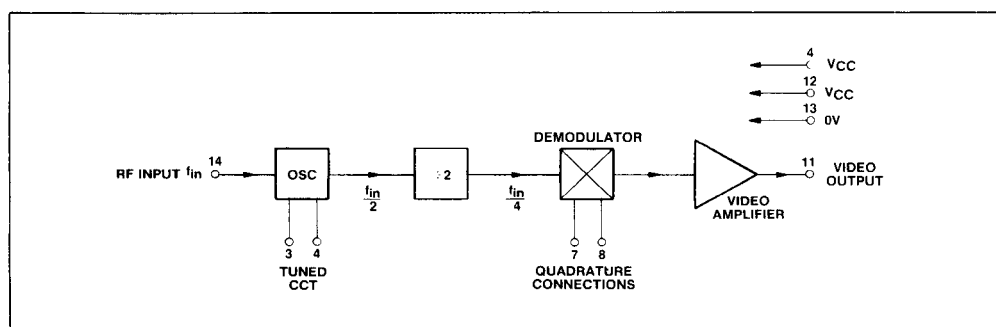 4 VCC
12 VCC
13 0V
DEMODULATOR
RF INPUT fin 14
OSC
fin
2
÷2
fin
4
11 VIDEO
OUTPUT
VIDEO
AMPLIFIER
3 4
TUNED
CCT
7 8
QUADRATURE
CONNECTIONS